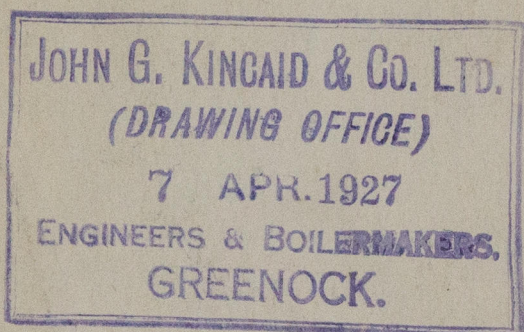 JOHN G. KINCAID & CO. LTD.
(DRAWING OFFICE)
7 APR. 1927
ENGINEERS & BOILERMAKERS,
GREENOCK.